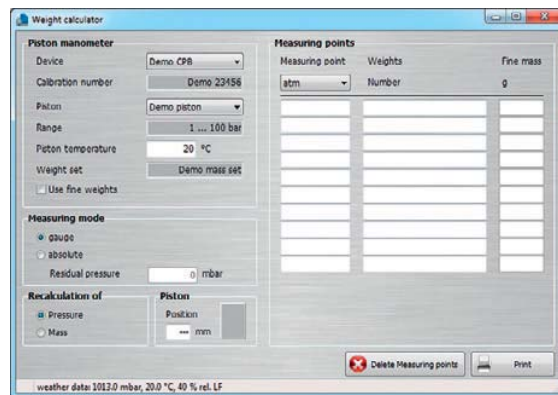 Weight calculator
Piston manometer
Device Demo CPB
Calibration number Demo 23456
Piston Demo piston
Range 1 ... 100 bar
Piston temperature 20 °C
Weight set Demo mass set
Use fine weights
Measuring mode
gauge
absolute
Residual pressure 0 mbar
Recalculation of
Pressure
Mass
Piston
Position
--- mm
Measuring points
Measuring point Weights Fine mass
atm Number g
Delete Measuring points Print
weather data: 1013.0 mbar, 20.0 °C, 40 % rel. LF